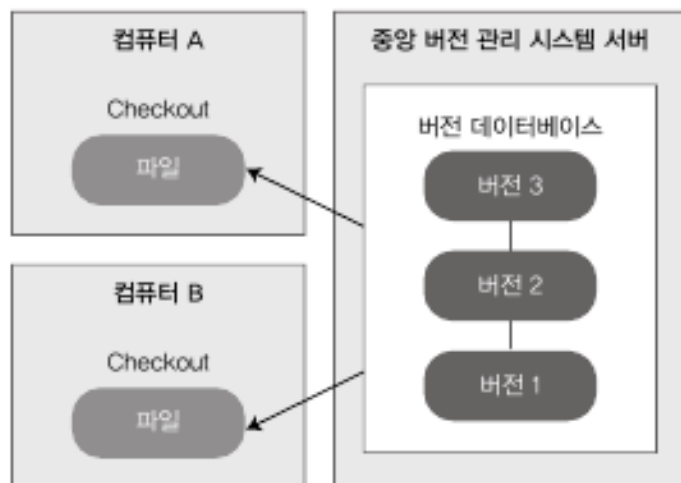 컴퓨터 A
Checkout
파일
컴퓨터 B
Checkout
파일
중앙 버전 관리 시스템 서버
버전 데이터베이스
버전 3
버전 2
버전 1